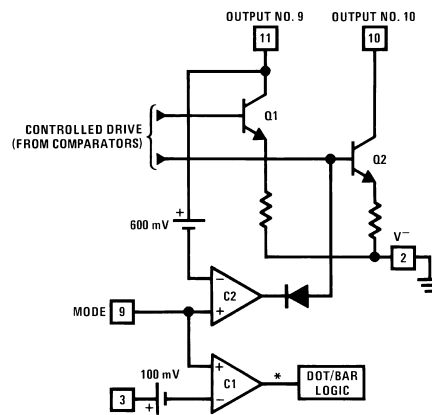 OUTPUT NO. 9
OUTPUT NO. 10
11
10
Q1
CONTROLLED DRIVE
(FROM COMPARATORS)
Q2
+
600 mV
V−
2
−
C2
+
MODE
9
100 mV
+
C1
−
*
DOT/BAR
LOGIC
3
+